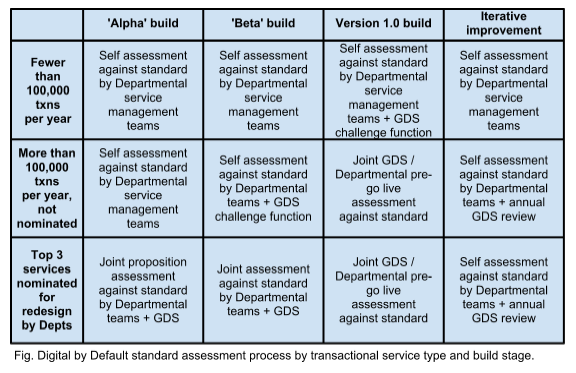 'Alpha' build
'Beta' build
Version 1.0 build
Iterative
improvement
Fewer
than
100,000
txns
per year
Self assessment
against standard
by Departmental
service
management
teams
Self assessment
against standard
by Departmental
service
management
teams
Self assessment
against standard
by Departmental
service
management
teams + GDS
challenge function
Self assessment
against standard
by Departmental
service
management
teams
More than
100,000
txns
per year,
not
nominated
Self assessment
against standard
by Departmental
service
management
teams
Self assessment
against standard
by Departmental
teams + GDS
challenge function
Joint GDS /
Departmental pre-
go live
assessment
against standard
Self assessment
against standard
by Departmental
teams + annual
GDS review
Top 3
services
nominated
for
redesign
by Depts
Joint proposition
assessment
against standard
by Departmental
teams + GDS
Joint assessment
against standard
by Departmental
teams + GDS
Joint GDS /
Departmental pre-
go live
assessment
against standard
Self assessment
against standard
by Departmental
teams + annual
GDS review
Fig. Digital by Default standard assessment process by transactional service type and build stage.